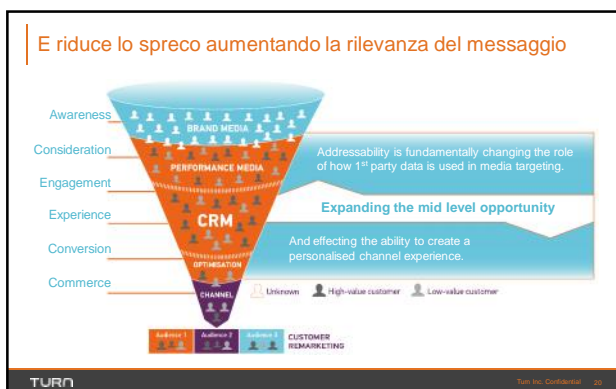 E riduce lo spreco aumentando la rilevanza del messaggio
Awareness
Consideration
Engagement
Experience
Conversion
Commerce
BRAND MEDIA
PERFORMANCE MEDIA
CRM
OPTIMISATION
CHANNEL
Addressability is fundamentally changing the role
of how 1st party data is used in media targeting.
Expanding the mid level opportunity
And effecting the ability to create a
personalised channel experience.
Unknown
High-value customer
Low-value customer
Audience 1
Audience 2
Audience 3
CUSTOMER
REMARKETING
TURN
Turn Inc. Confidential
20